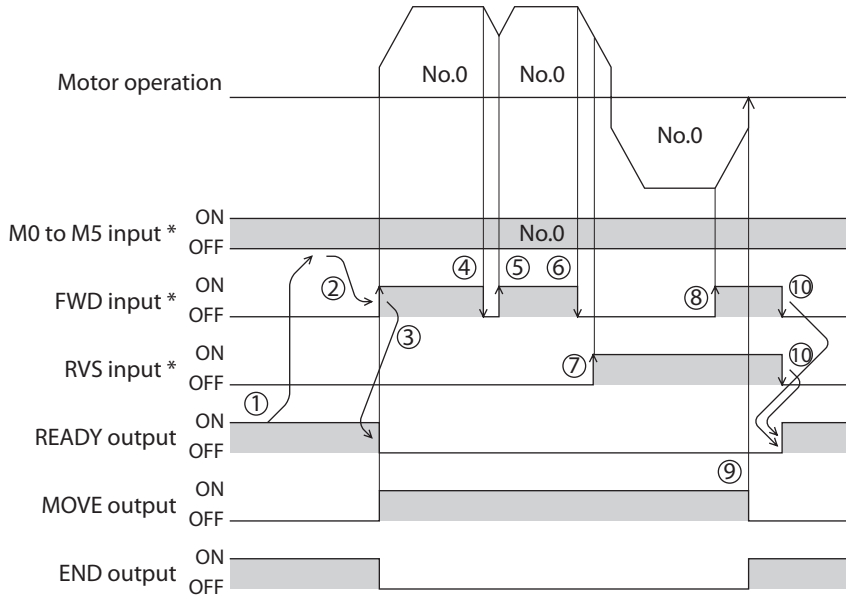 No.0 No.0
Motor operation
No.0
M0 to M5 input * ON
OFF
No.0
FWD input * ON
OFF
② ④ ⑤ ⑥ ⑧ ⑩
③
RVS input * ON
OFF
⑦ ⑩
①
READY output ON
OFF
MOVE output ON
OFF
⑨
END output ON
OFF